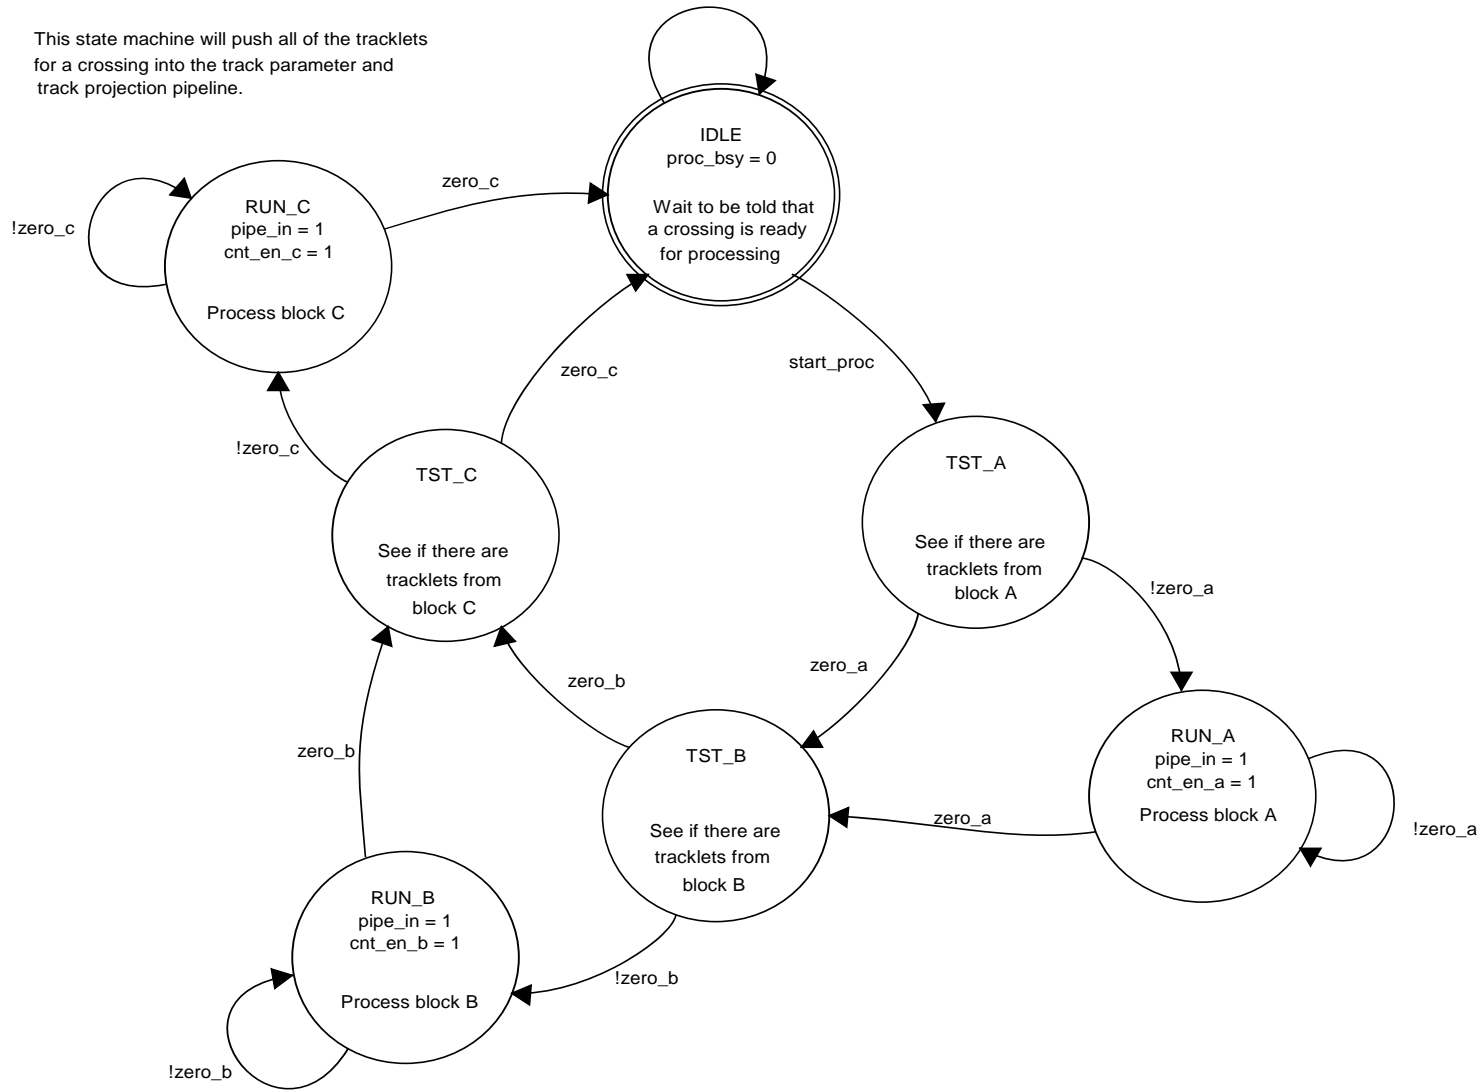 This state machine will push all of the tracklets
for a crossing into the track parameter and
track projection pipeline.
IDLE
proc_bsy = 0
Wait to be told that
a crossing is ready
for processing
zero_c
RUN_C
pipe_in = 1
cnt_en_c = 1
Process block C
!zero_c
zero_c
start_proc
!zero_c
TST_C
See if there are
tracklets from
block C
TST_A
See if there are
tracklets from
block A
!zero_a
zero_a
zero_b
zero_b
TST_B
See if there are
tracklets from
block B
RUN_A
pipe_in = 1
cnt_en_a = 1
Process block A
zero_a
!zero_a
RUN_B
pipe_in = 1
cnt_en_b = 1
Process block B
!zero_b
!zero_b